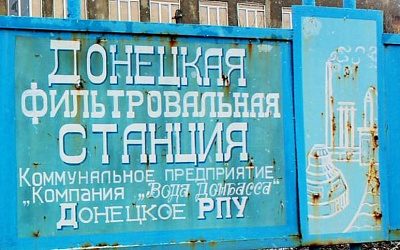 Донецкая
фильтровальная
станция
Коммунальное предприятие
„Компания „Вода Донбасса"
Донецкое РПУ